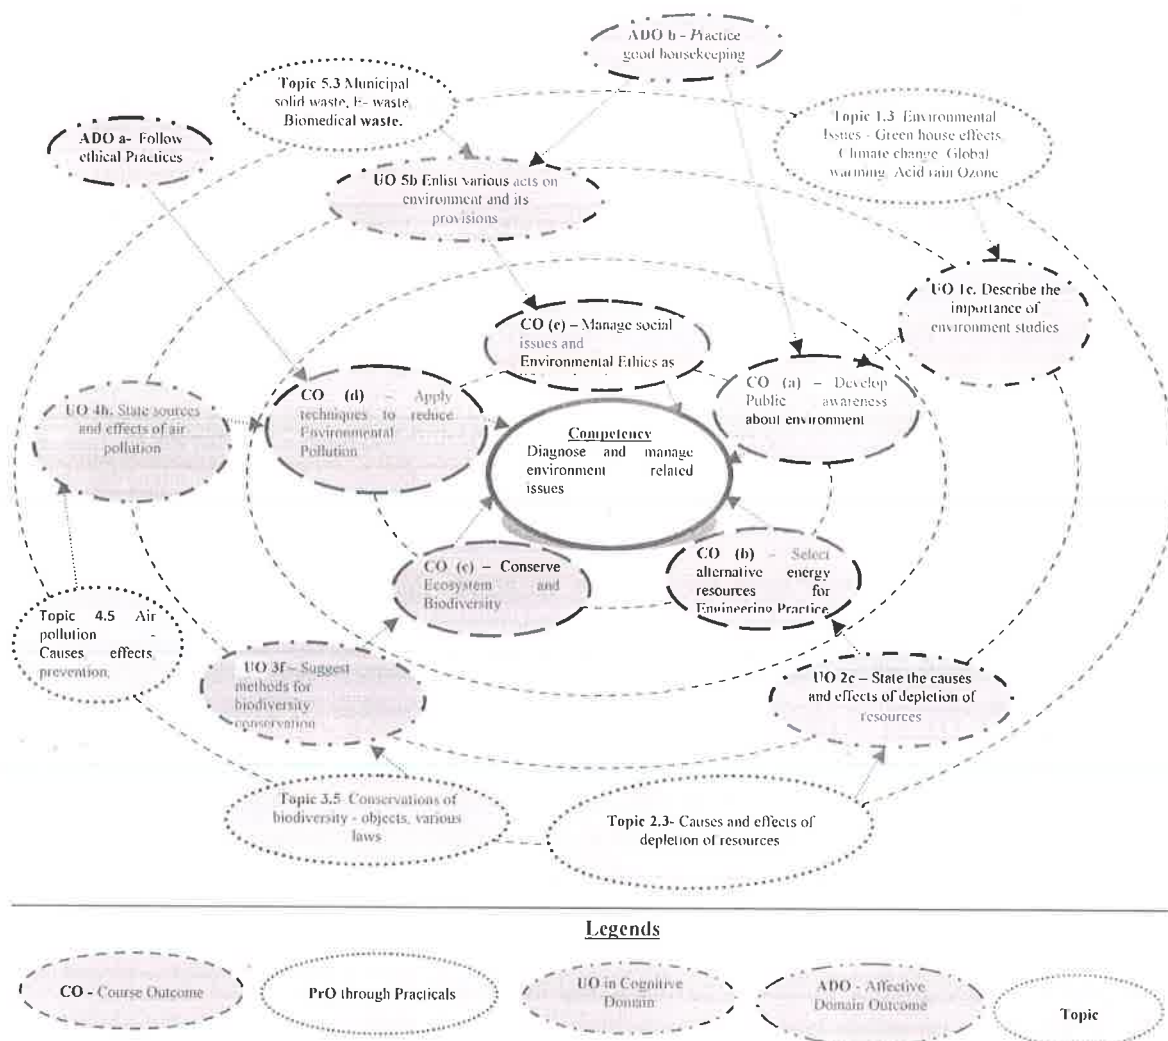 ADO b - Practice
good housekeeping
Topic 5.3 Municipal
solid waste, E- waste,
Biomedical waste.
Topic 1.3 Environmental
Issues - Green house effects,
Climate change, Global
warming, Acid rain Ozone
ADO a- Follow
ethical Practices
UO 5b Enlist various acts on
environment and its
provisions
UO 1c. Describe the
importance of
environment studies
CO (e) – Manage social
issues and
Environmental Ethics as
CO (d) – Apply
techniques to reduce
Environmental
Pollution
CO (a) – Develop
Public awareness
about environment
UO 4b. State sources
and effects of air
pollution
Competency
Diagnose and manage
environment related
issues
CO (c) – Conserve
Ecosystem and
Biodiversity
CO (b) – Select
alternative energy
resources for
Engineering Practice
Topic 4.5 Air
pollution -
Causes effects,
prevention,
UO 3f – Suggest
methods for
biodiversity
conservation
UO 2c – State the causes
and effects of depletion of
resources
Topic 3.5 Conservations of
biodiversity - objects, various
laws
Topic 2.3- Causes and effects of
depletion of resources
Legends
CO - Course Outcome
PrO through Practicals
UO in Cognitive
Domain
ADO - Affective
Domain Outcome
Topic